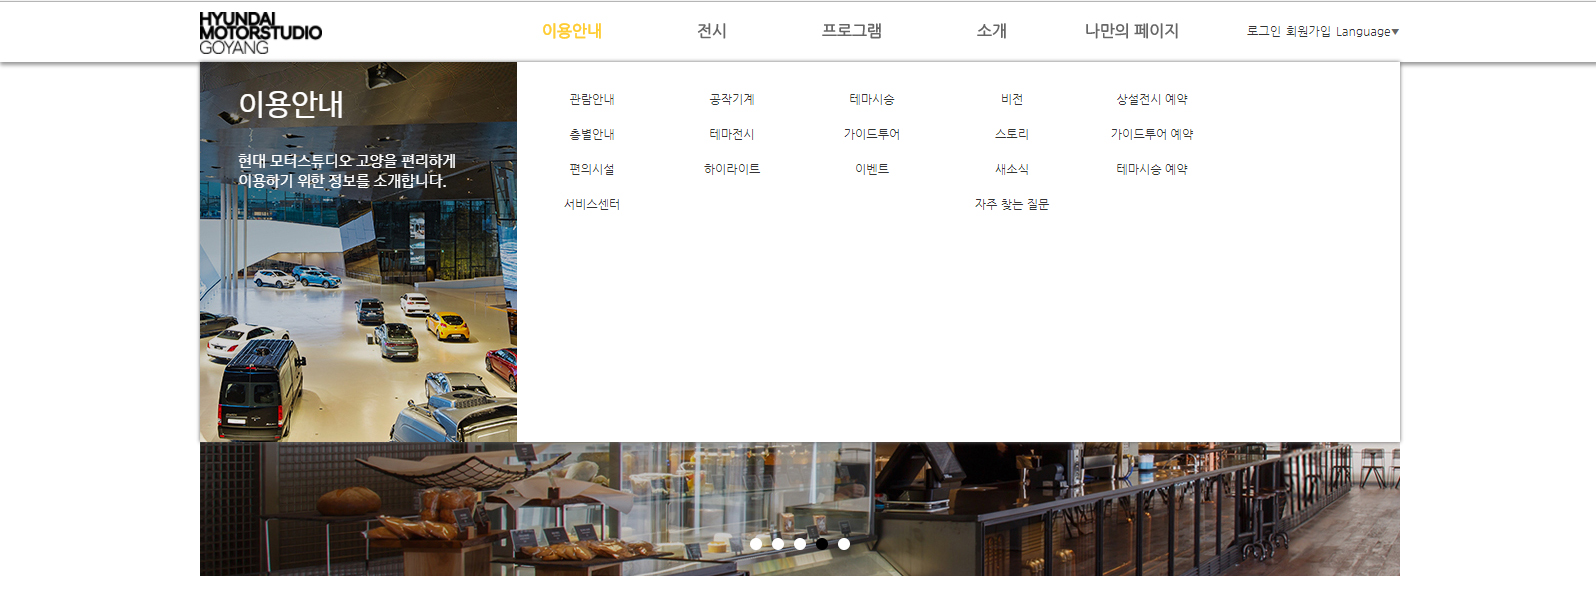 HYUNDAI
MOTORSTUDIO
GOYANG
이용안내 전시 프로그램 소개 나만의 페이지 로그인 회원가입 Language▼
이용안내
현대 모터스튜디오 고양을 편리하게
이용하기 위한 정보를 소개합니다.
관람안내 공작기계 테마시승 비전 상설전시 예약
층별안내 테마전시 가이드투어 스토리 가이드투어 예약
편의시설 하이라이트 이벤트 새소식 테마시승 예약
서비스센터 자주 찾는 질문